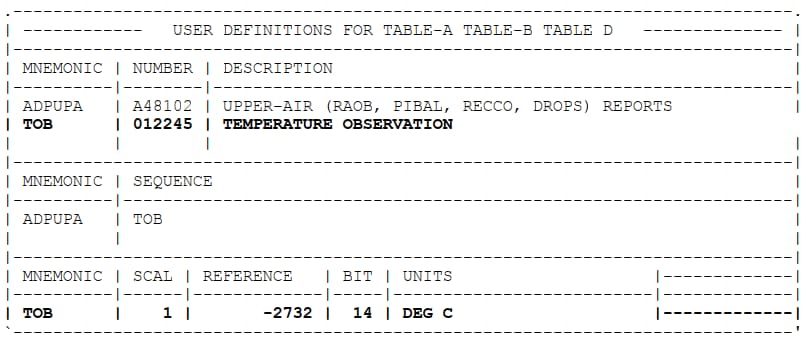 .------------------------------------------------------------------------------.
| ------------   USER DEFINITIONS FOR TABLE-A TABLE-B TABLE D   -------------- |
|------------------------------------------------------------------------------|
| MNEMONIC | NUMBER | DESCRIPTION                                              |
|----------|--------|----------------------------------------------------------|
| ADPUPA   | A48102 | UPPER-AIR (RAOB, PIBAL, RECCO, DROPS) REPORTS            |
| TOB      | 012245 | TEMPERATURE OBSERVATION
|          |        |                                                          |
|------------------------------------------------------------------------------|
| MNEMONIC | SEQUENCE                                                          |
|----------|-------------------------------------------------------------------|
| ADPUPA   | TOB                                                               |
|          |                                                                   |
|------------------------------------------------------------------------------|
| MNEMONIC | SCAL | REFERENCE   | BIT | UNITS                    |-------------|
|----------|------|-------------|-----|--------------------------|-------------|
| TOB      |    1 |       -2732 |  14 | DEG C                    |-------------|
`------------------------------------------------------------------------------'